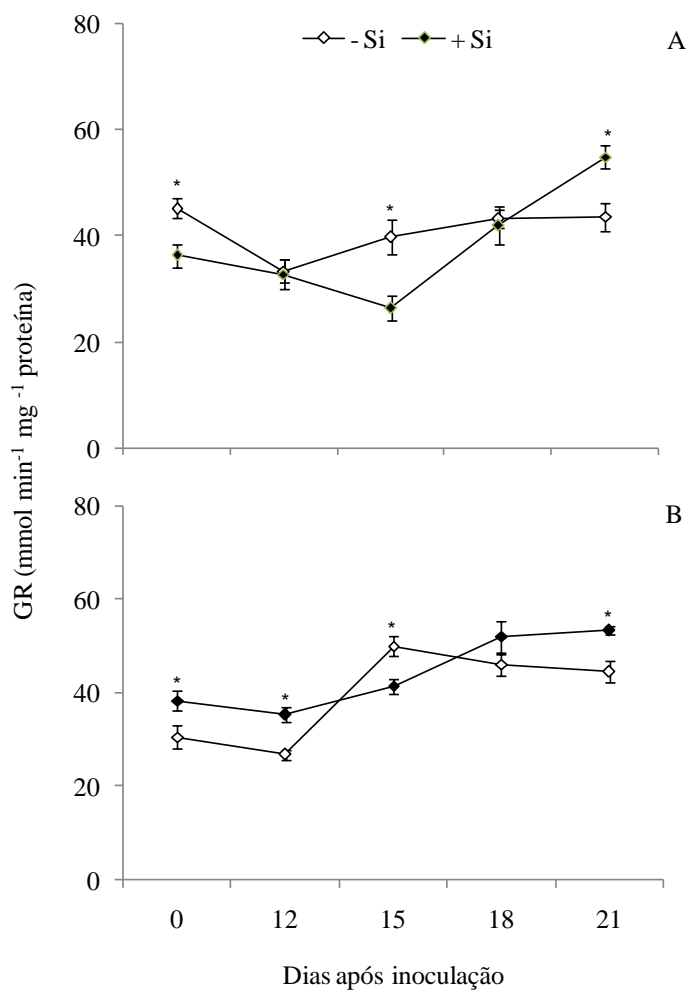 - Si + Si
A
80
60
40
20
0
* * *
B
80
60
40
20
0
* * * *
0 12 15 18 21
GR (mmol min⁻¹ mg ⁻¹ proteína)
Dias após inoculação